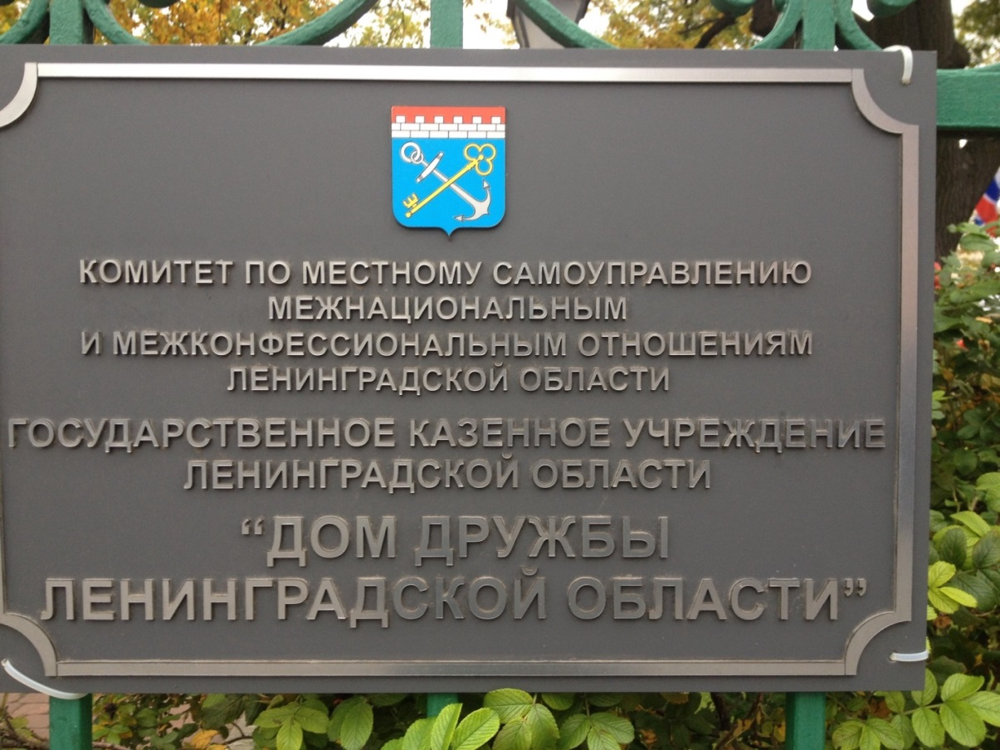 КОМИТЕТ ПО МЕСТНОМУ САМОУПРАВЛЕНИЮ
МЕЖНАЦИОНАЛЬНЫМ
И МЕЖКОНФЕССИОНАЛЬНЫМ ОТНОШЕНИЯМ
ЛЕНИНГРАДСКОЙ ОБЛАСТИ
ГОСУДАРСТВЕННОЕ КАЗЕННОЕ УЧРЕЖДЕНИЕ
ЛЕНИНГРАДСКОЙ ОБЛАСТИ
“ДОМ ДРУЖБЫ
ЛЕНИНГРАДСКОЙ ОБЛАСТИ”